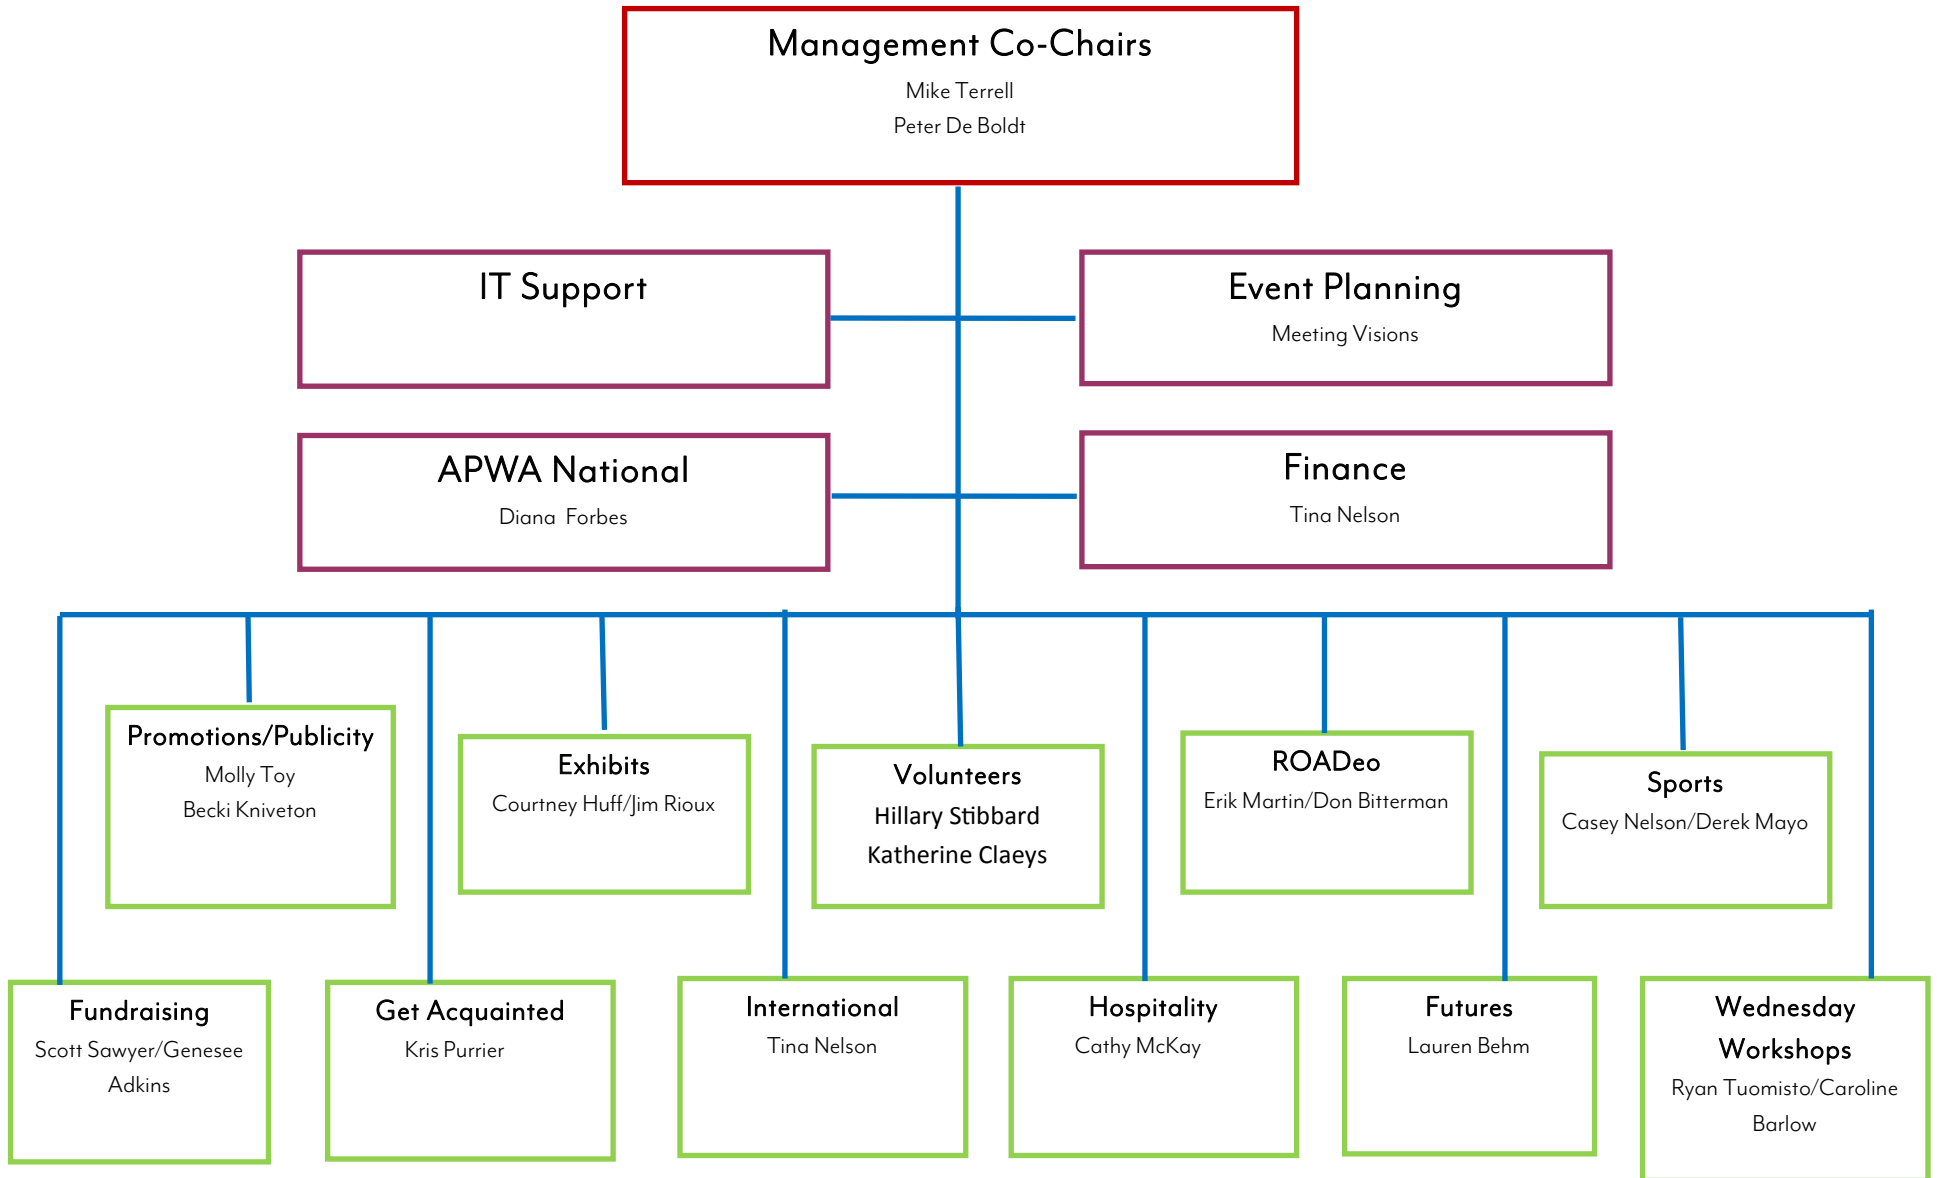 Management Co-Chairs
Mike Terrell
Peter De Boldt
IT Support
Event Planning
Meeting Visions
APWA National
Diana Forbes
Finance
Tina Nelson
Promotions/Publicity
Molly Toy
Becki Kniveton
Exhibits
Courtney Huff/Jim Rioux
Volunteers
Hillary Stibbard
Katherine Claeys
ROADeo
Erik Martin/Don Bitterman
Sports
Casey Nelson/Derek Mayo
Fundraising
Scott Sawyer/Genesee
Adkins
Get Acquainted
Kris Purrier
International
Tina Nelson
Hospitality
Cathy McKay
Futures
Lauren Behm
Wednesday
Workshops
Ryan Tuomisto/Caroline
Barlow